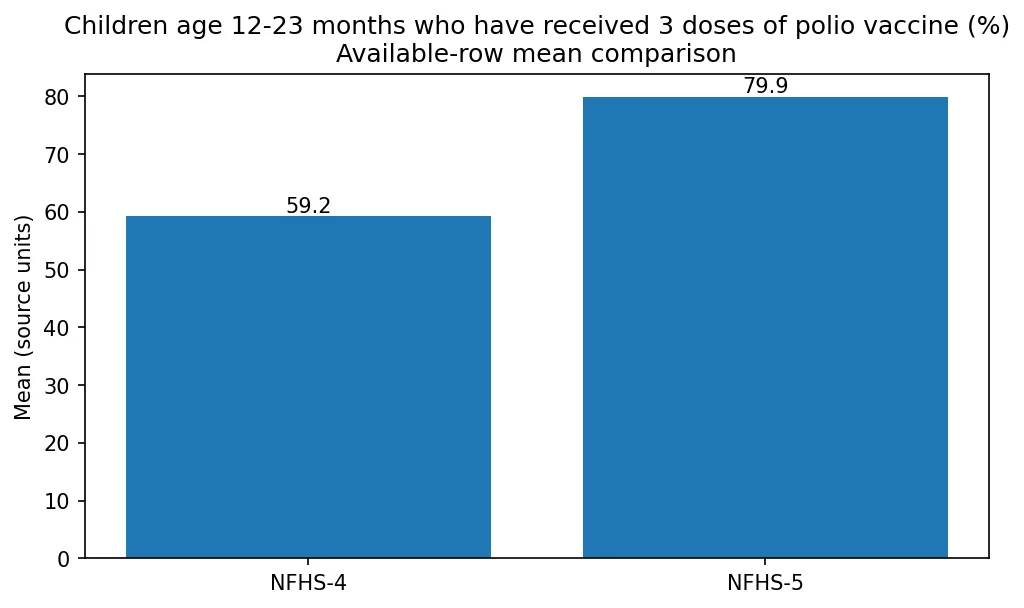 Children age 12-23 months who have received 3 doses of polio vaccine (%)
Available-row mean comparison
Mean (source units)
80
70
60
50
40
30
20
10
0
59.2
79.9
NFHS-4
NFHS-5